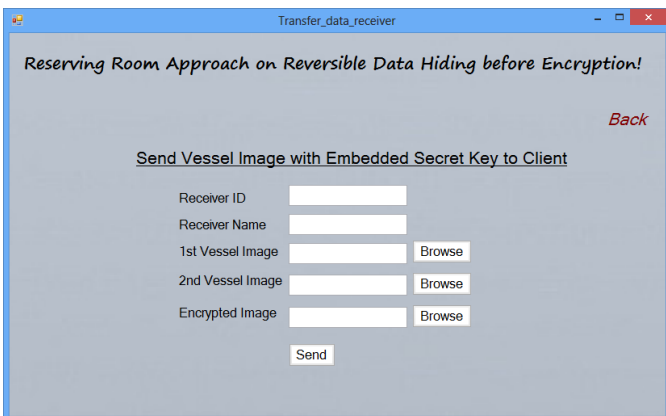 Transfer_data_receiver
Reserving Room Approach on Reversible Data Hiding before Encryption!
Back
Send Vessel Image with Embedded Secret Key to Client
Receiver ID
Receiver Name
1st Vessel Image Browse
2nd Vessel Image Browse
Encrypted Image Browse
Send